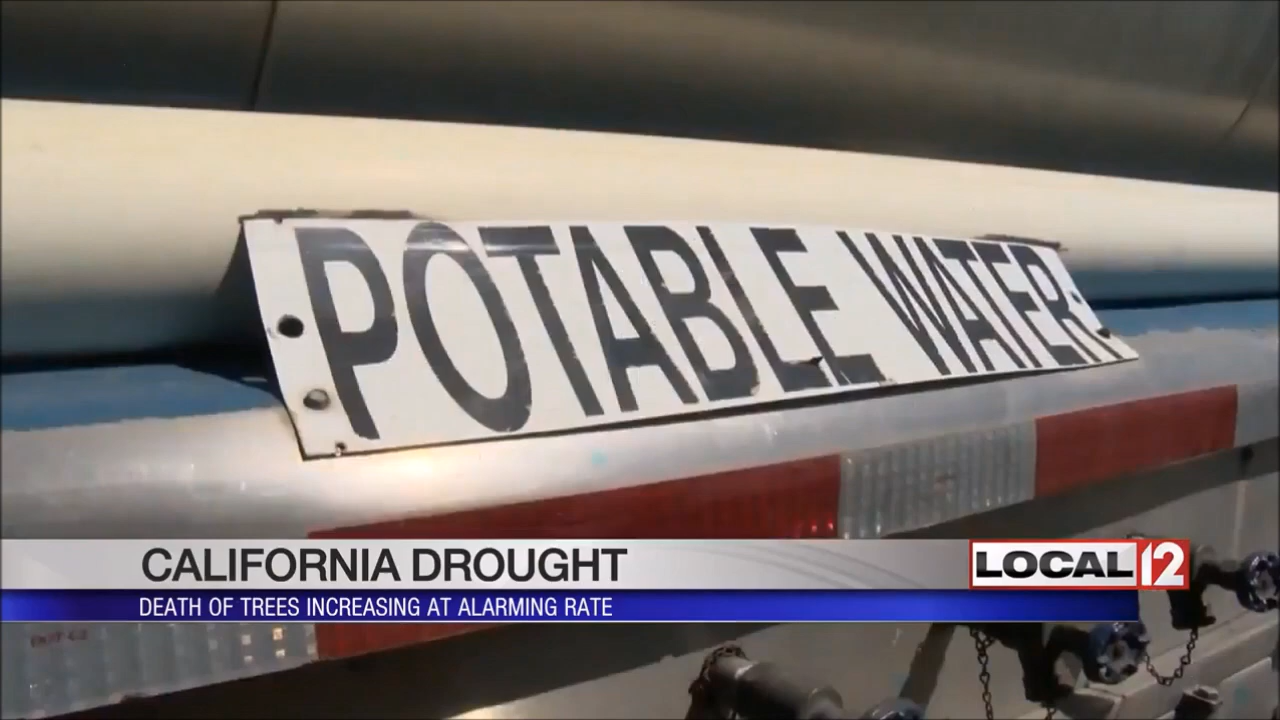 POTABLE WATER
CALIFORNIA DROUGHT
LOCAL 12
DEATH OF TREES INCREASING AT ALARMING RATE